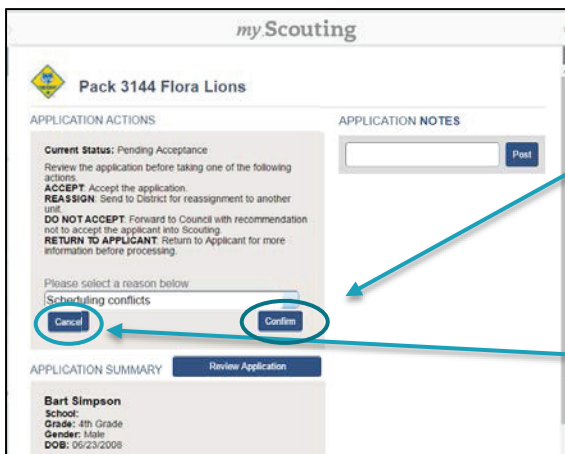 my.Scouting
Pack 3144 Flora Lions
APPLICATION ACTIONS
Current Status: Pending Acceptance
Review the application before taking one of the following
actions.
ACCEPT: Accept the application.
REASSIGN: Send to District for reassignment to another
unit.
DO NOT ACCEPT: Forward to Council with recommendation
not to accept the applicant into Scouting.
RETURN TO APPLICANT: Return to Applicant for more
information before processing.
Please select a reason below
Scheduling conflicts
Cancel
Confirm
APPLICATION NOTES
Post
APPLICATION SUMMARY
Review Application
Bart Simpson
School:
Grade: 4th Grade
Gender: Male
DOB: 06/23/2008